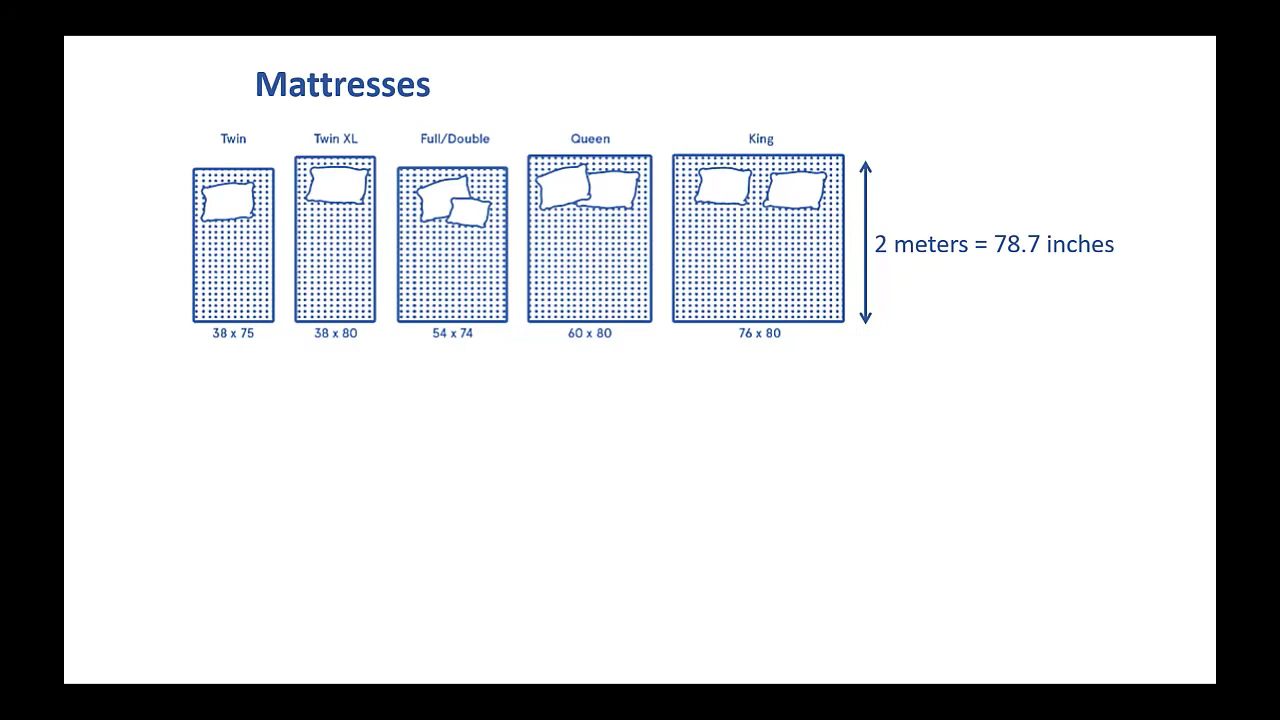 Mattresses
Twin Twin XL Full/Double Queen King
2 meters = 78.7 inches
38 x 75 38 x 80 54 x 74 60 x 80 76 x 80